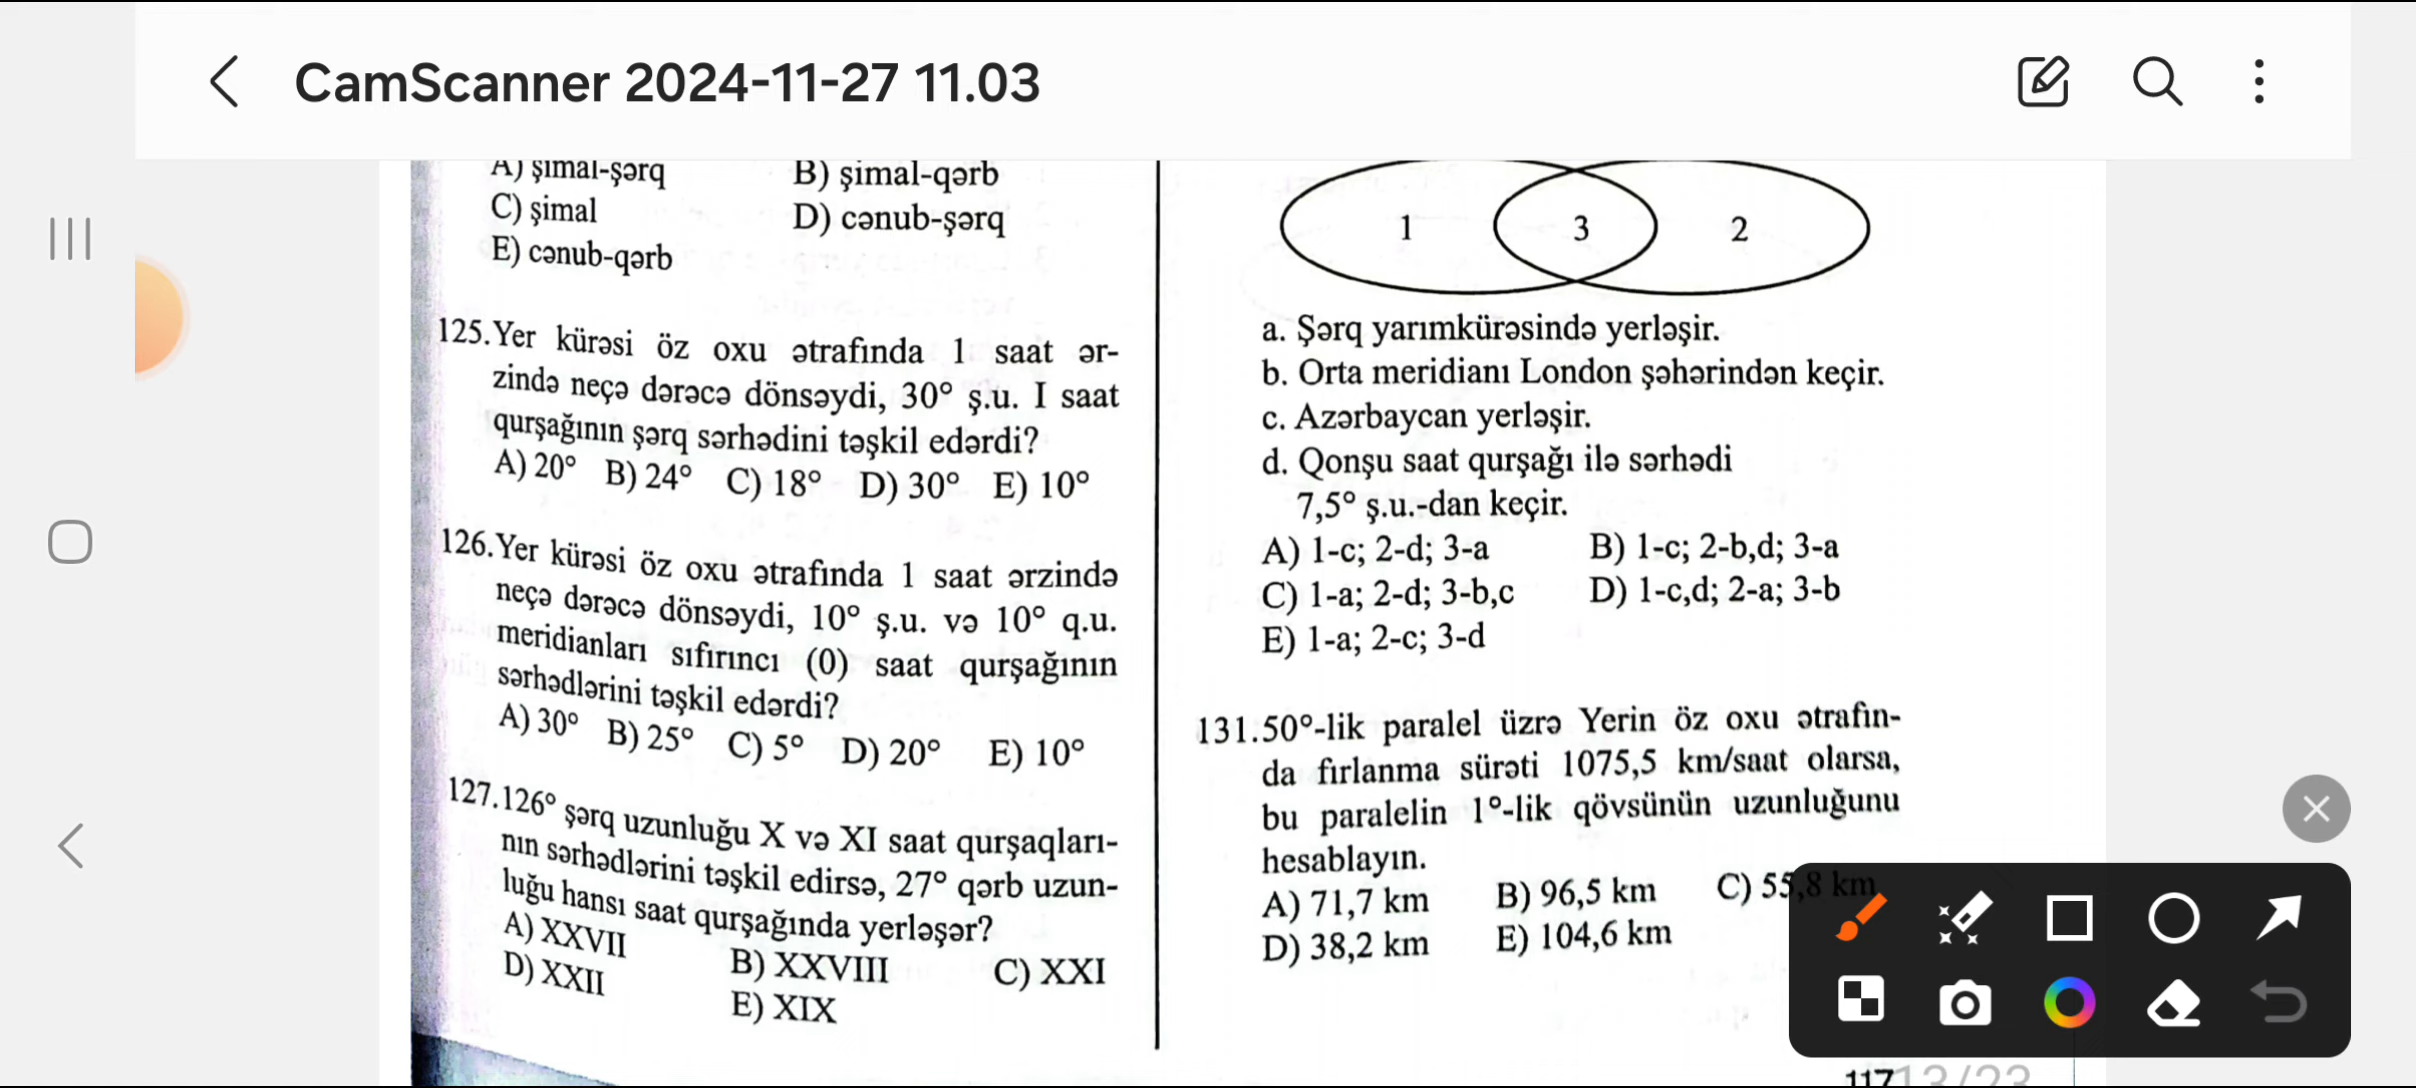 CamScanner 2024-11-27 11.03
A) şimal-şərq B) şimal-qərb
C) şimal D) cənub-şərq
E) cənub-qərb
125.Yer kürəsi öz oxu ətrafında 1 saat ər-
zində neçə dərəcə dönsəydi, 30° ş.u. I saat
qurşağının şərq sərhədini təşkil edərdi?
A) 20° B) 24° C) 18° D) 30° E) 10°
126.Yer kürəsi öz oxu ətrafında 1 saat ərzində
neçə dərəcə dönsəydi, 10° ş.u. və 10° q.u.
meridianları sıfırıncı (0) saat qurşağının
sərhədlərini təşkil edərdi?
A) 30° B) 25° C) 5° D) 20° E) 10°
127.126° şərq uzunluğu X və XI saat qurşaqları-
nın sərhədlərini təşkil edirsə, 27° qərb uzun-
luğu hansı saat qurşağında yerləşər?
A) XXVII
B) XXVIII C) XXI
D) XXII
E) XIX
1 3 2
a. Şərq yarımkürəsində yerləşir.
b. Orta meridianı London şəhərindən keçir.
c. Azərbaycan yerləşir.
d. Qonşu saat qurşağı ilə sərhədi
7,5° ş.u.-dan keçir.
A) 1-c; 2-d; 3-a B) 1-c; 2-b,d; 3-a
C) 1-a; 2-d; 3-b,c D) 1-c,d; 2-a; 3-b
E) 1-a; 2-c; 3-d
131.50°-lik paralel üzrə Yerin öz oxu ətrafın-
da fırlanma sürəti 1075,5 km/saat olarsa,
bu paralelin 1°-lik qövsünün uzunluğunu
hesablayın.
A) 71,7 km B) 96,5 km C) 55,8 km
D) 38,2 km E) 104,6 km
117
13/23